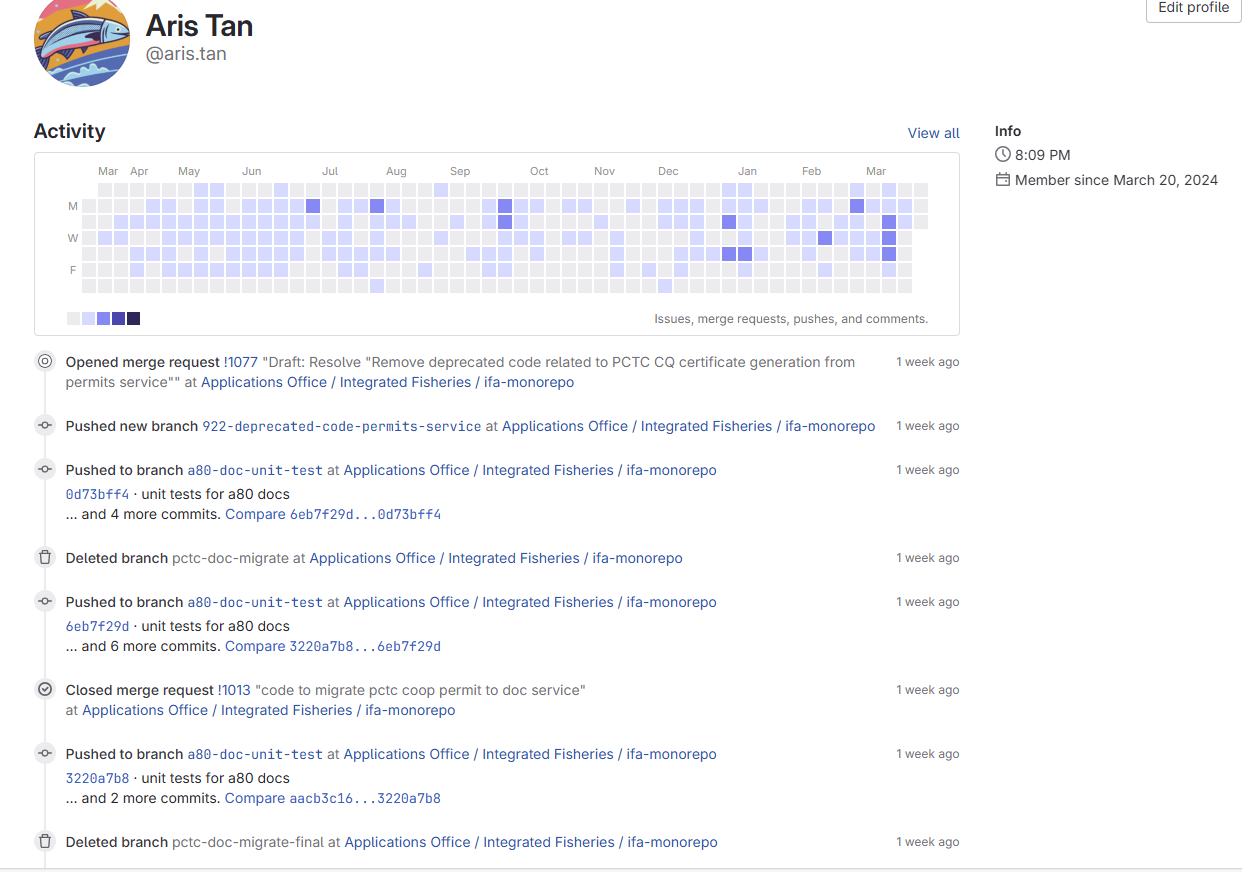 Edit profile
Aris Tan
@aris.tan
Activity
View all
Info
8:09 PM
Member since March 20, 2024
Mar Apr May Jun Jul Aug Sep Oct Nov Dec Jan Feb Mar
M
W
F
Issues, merge requests, pushes, and comments.
Opened merge request !1077 "Draft: Resolve "Remove deprecated code related to PCTC CQ certificate generation from 1 week ago
permits service"" at Applications Office / Integrated Fisheries / ifa-monorepo
Pushed new branch 922-deprecated-code-permits-service at Applications Office / Integrated Fisheries / ifa-monorepo 1 week ago
Pushed to branch a80-doc-unit-test at Applications Office / Integrated Fisheries / ifa-monorepo 1 week ago
0d73bff4 · unit tests for a80 docs
... and 4 more commits. Compare 6eb7f29d...0d73bff4
Deleted branch pctc-doc-migrate at Applications Office / Integrated Fisheries / ifa-monorepo 1 week ago
Pushed to branch a80-doc-unit-test at Applications Office / Integrated Fisheries / ifa-monorepo 1 week ago
6eb7f29d · unit tests for a80 docs
... and 6 more commits. Compare 3220a7b8...6eb7f29d
Closed merge request !1013 "code to migrate pctc coop permit to doc service" 1 week ago
at Applications Office / Integrated Fisheries / ifa-monorepo
Pushed to branch a80-doc-unit-test at Applications Office / Integrated Fisheries / ifa-monorepo 1 week ago
3220a7b8 · unit tests for a80 docs
... and 2 more commits. Compare aacb3c16...3220a7b8
Deleted branch pctc-doc-migrate-final at Applications Office / Integrated Fisheries / ifa-monorepo 1 week ago